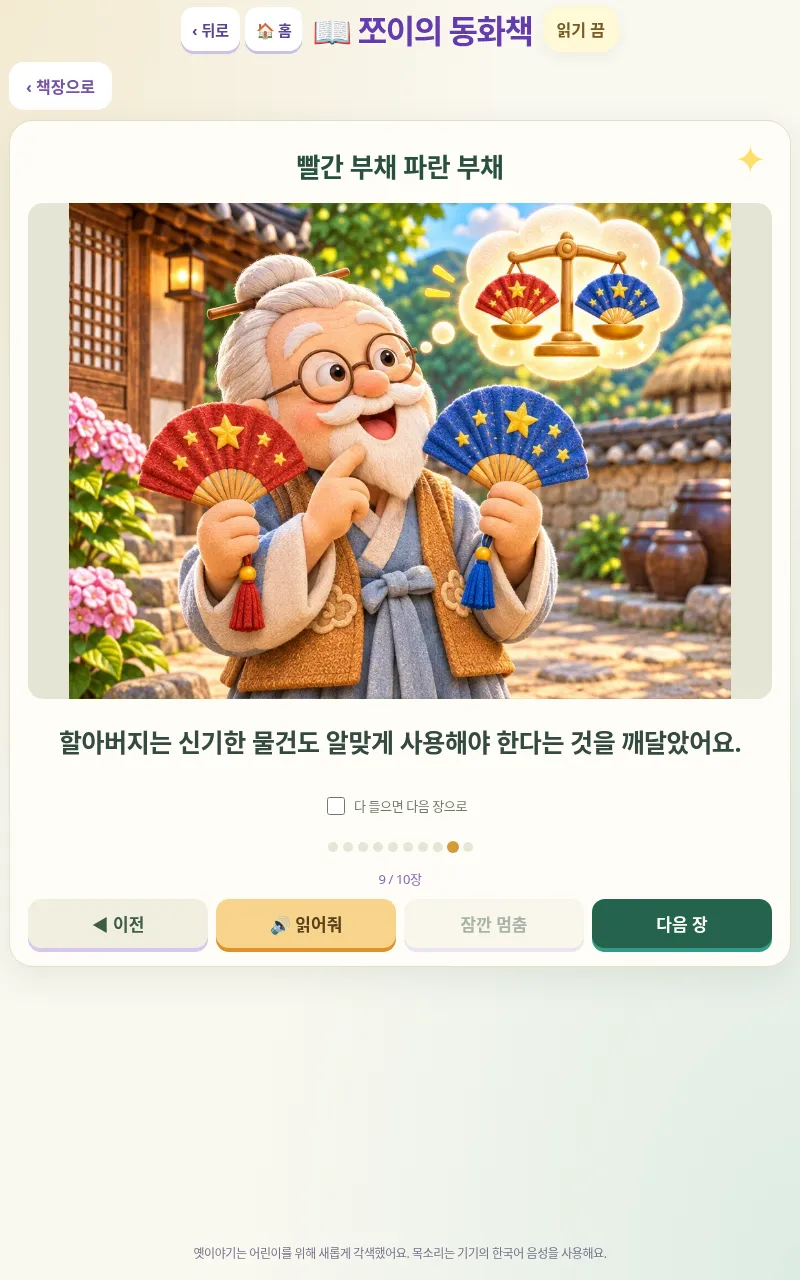 ‹ 뒤로
🏠 홈
📖 쪼이의 동화책
읽기 끔
‹ 책장으로
빨간 부채 파란 부채
할아버지는 신기한 물건도 알맞게 사용해야 한다는 것을 깨달았어요.
다 들으면 다음 장으로
9 / 10장
◀ 이전
🔊 읽어줘
잠깐 멈춤
다음 장
옛이야기는 어린이를 위해 새롭게 각색했어요. 목소리는 기기의 한국어 음성을 사용해요.